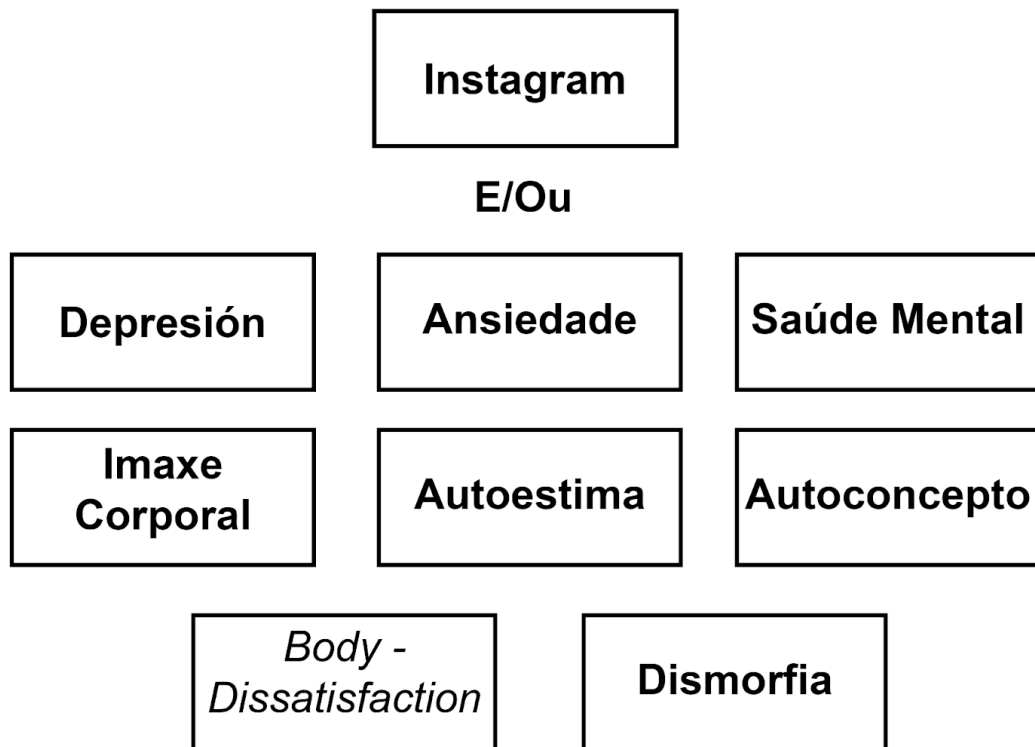 Instagram
E/Ou
Depresión
Ansiedade
Saúde Mental
Imaxe
Corporal
Autoestima
Autoconcepto
Body -
Dissatisfaction
Dismorfia